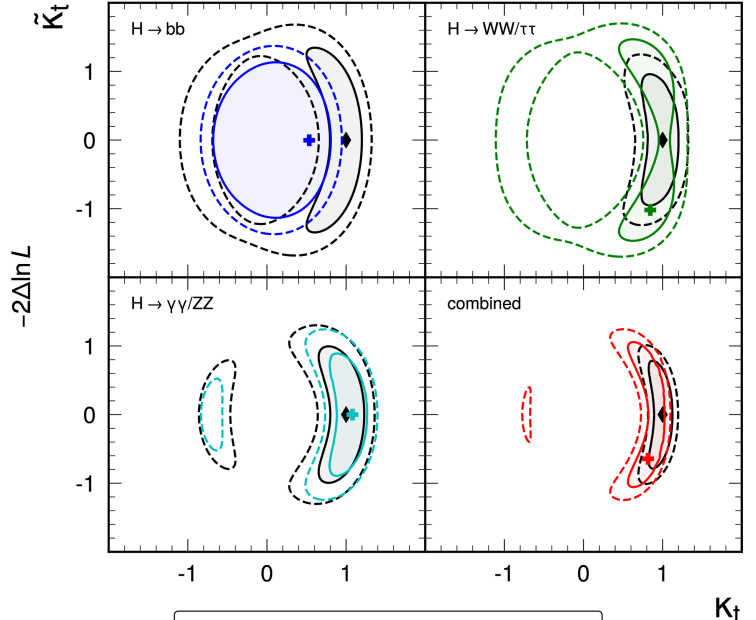 κ̃t
H → bb
H → WW/ττ
1
0
-1
-2Δln L
H → γγ/ZZ
combined
1
0
-1
-1 0 1 -1 0 1
κt